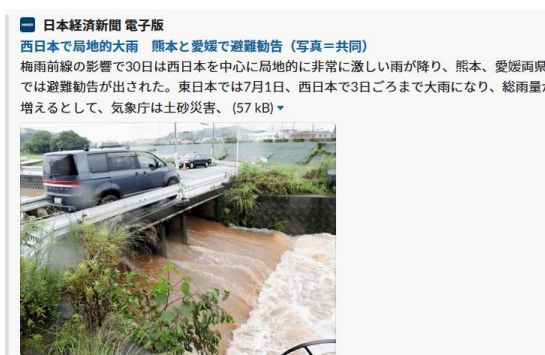 日本経済新聞 電子版
西日本で局地的大雨 熊本と愛媛で避難勧告（写真＝共同）
梅雨前線の影響で30日は西日本を中心に局地的に非常に激しい雨が降り、熊本、愛媛両県
では避難勧告が出された。東日本では7月1日、西日本で3日ごろまで大雨になり、総雨量が
増えるとして、気象庁は土砂災害、 (57 kB)